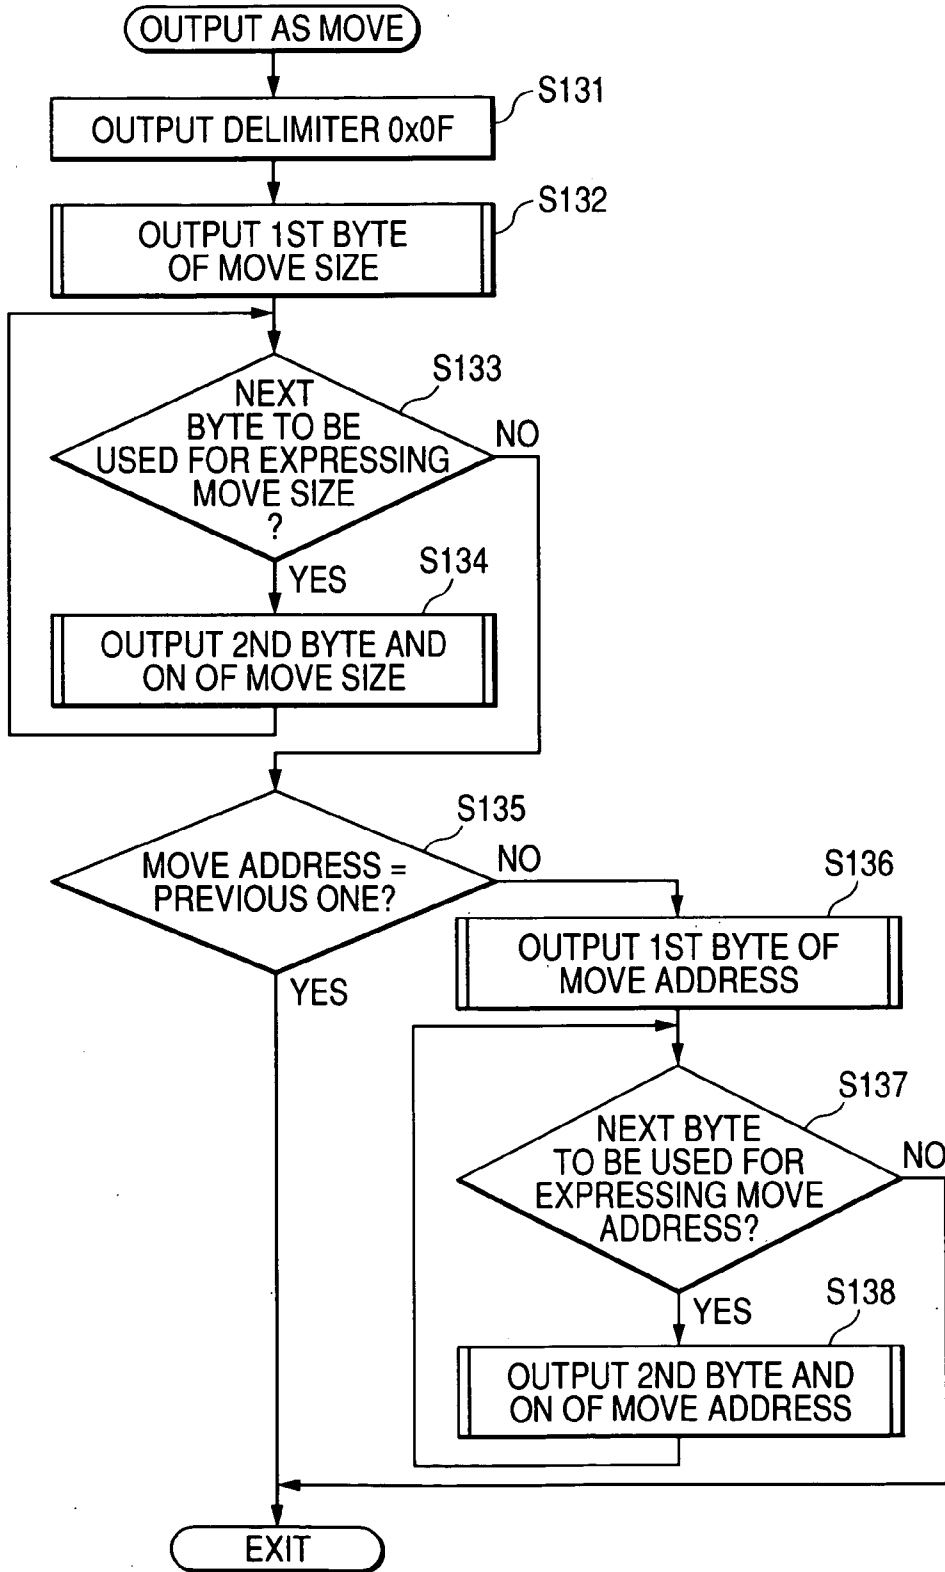 OUTPUT AS MOVE
S131
OUTPUT DELIMITER 0x0F
S132
OUTPUT 1ST BYTE
OF MOVE SIZE
S133
NEXT
BYTE TO BE
USED FOR EXPRESSING
MOVE SIZE
?
NO
YES
S134
OUTPUT 2ND BYTE AND
ON OF MOVE SIZE
S135
MOVE ADDRESS =
PREVIOUS ONE?
NO
YES
S136
OUTPUT 1ST BYTE OF
MOVE ADDRESS
S137
NEXT BYTE
TO BE USED FOR
EXPRESSING MOVE
ADDRESS?
NO
YES
S138
OUTPUT 2ND BYTE AND
ON OF MOVE ADDRESS
EXIT